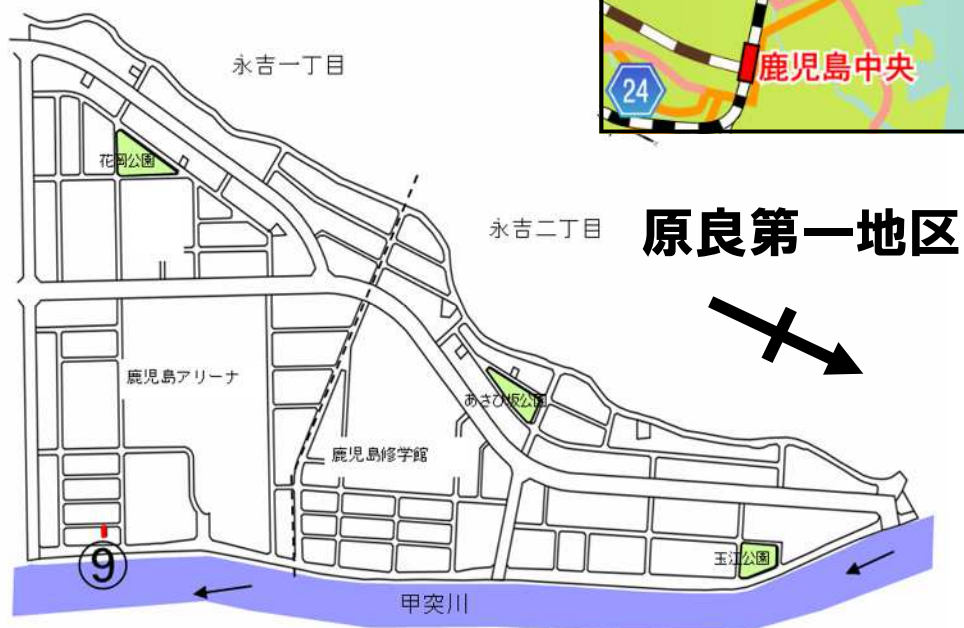 永吉一丁目
24
鹿児島中央
花岡公園
永吉二丁目
原良第一地区
鹿児島アリーナ
あさひ坂公園
鹿児島修学館
玉江公園
⑨
甲突川